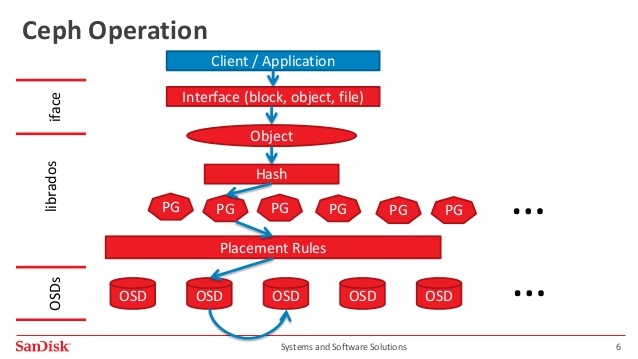 Ceph Operation
Client / Application
iface
Interface (block, object, file)
Object
librados
Hash
PG PG PG PG PG PG ...
Placement Rules
OSDs
OSD OSD OSD OSD OSD ...
SanDisk
Systems and Software Solutions
6